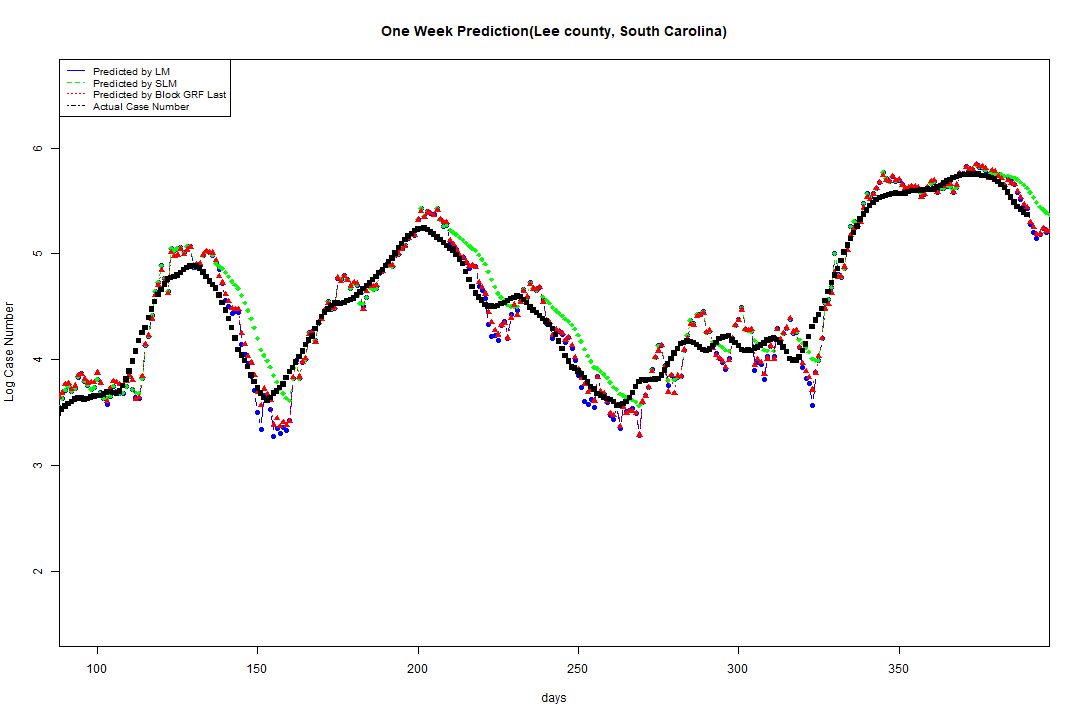 One Week Prediction(Lee county, South Carolina)
Predicted by LM
Predicted by SLM
Predicted by Block GRF Last
Actual Case Number
6
5
4
3
2
Log Case Number
100 150 200 250 300 350
days